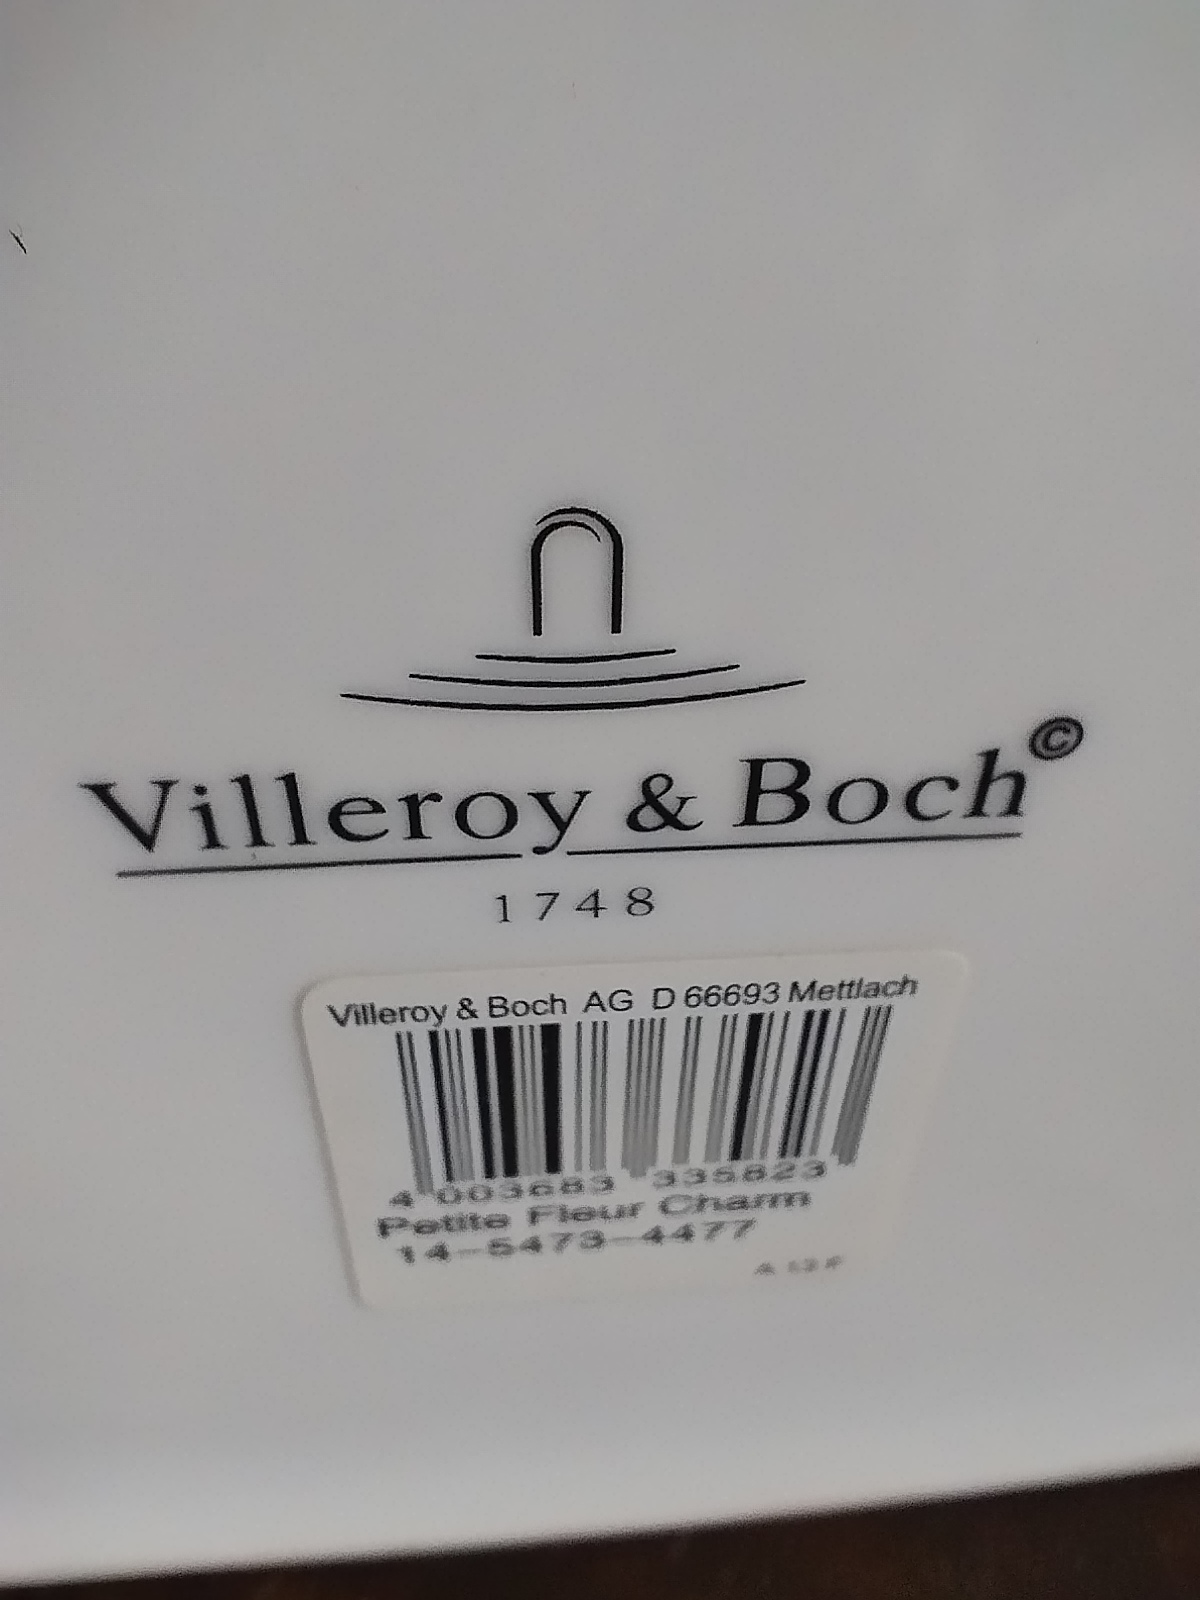 Villeroy & Boch©
1748
Villeroy & Boch AG D 66693 Mettlach
4 003683 335823
Petite Fleur Charm
14-5473-4477